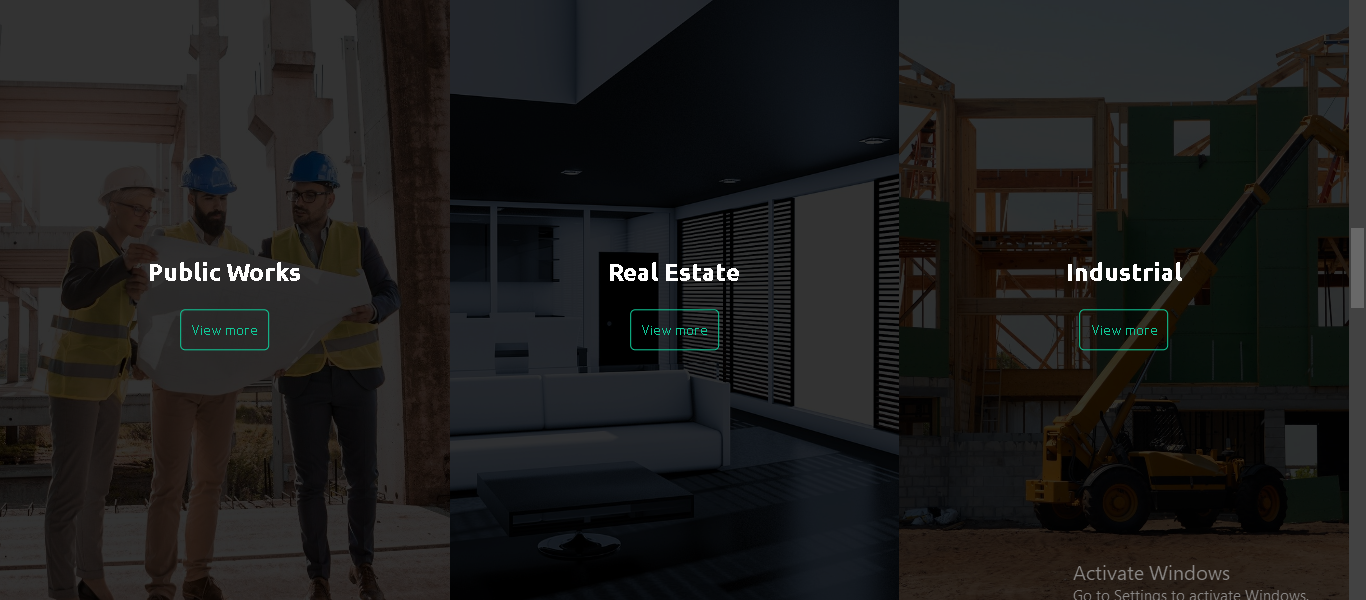 Public Works
View more
Real Estate
View more
Industrial
View more
Activate Windows
Go to Settings to activate Windows.